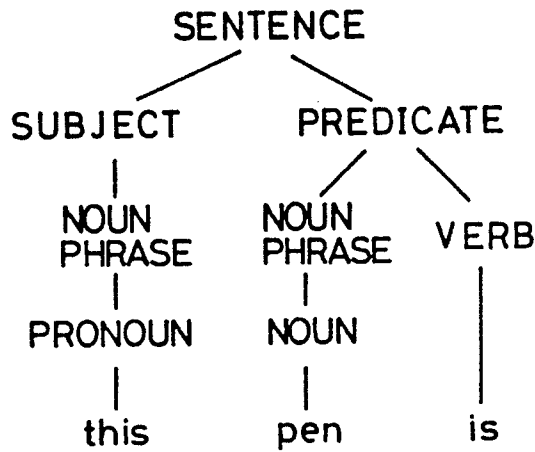 SENTENCE
SUBJECT PREDICATE
NOUN PHRASE NOUN PHRASE VERB
PRONOUN NOUN
this pen is